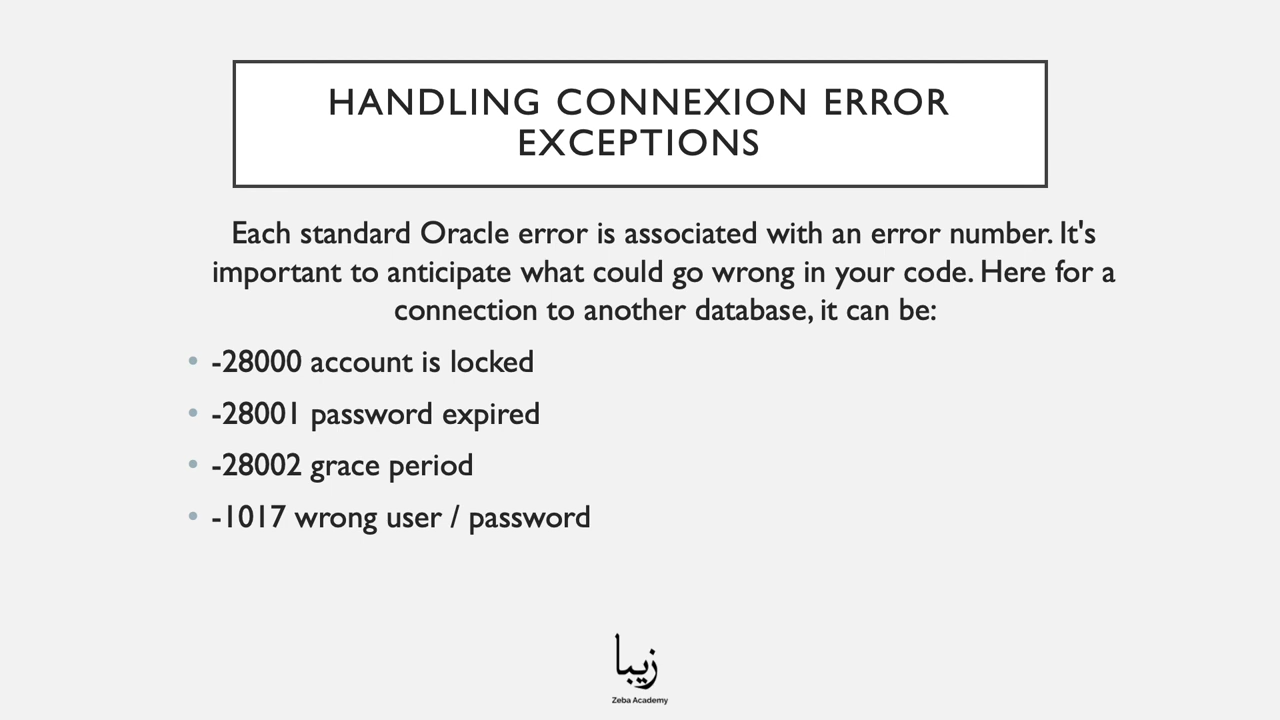 HANDLING CONNEXION ERROR
EXCEPTIONS
Each standard Oracle error is associated with an error number. It's
important to anticipate what could go wrong in your code. Here for a
connection to another database, it can be:
• -28000 account is locked
• -28001 password expired
• -28002 grace period
• -1017 wrong user / password
زيبا
Zeba Academy